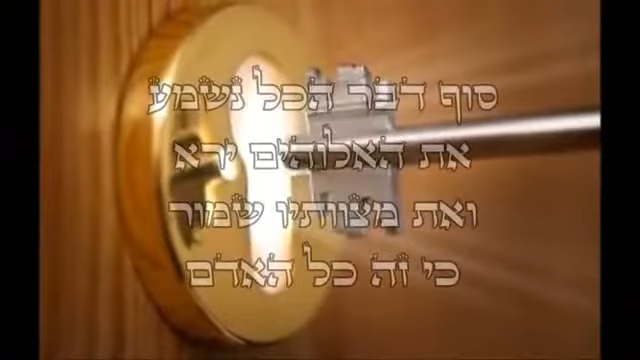 סוף דבר הכל נשמע
את האלוהים ירא
ואת מצוותיו שמור
כי זה כל האדם